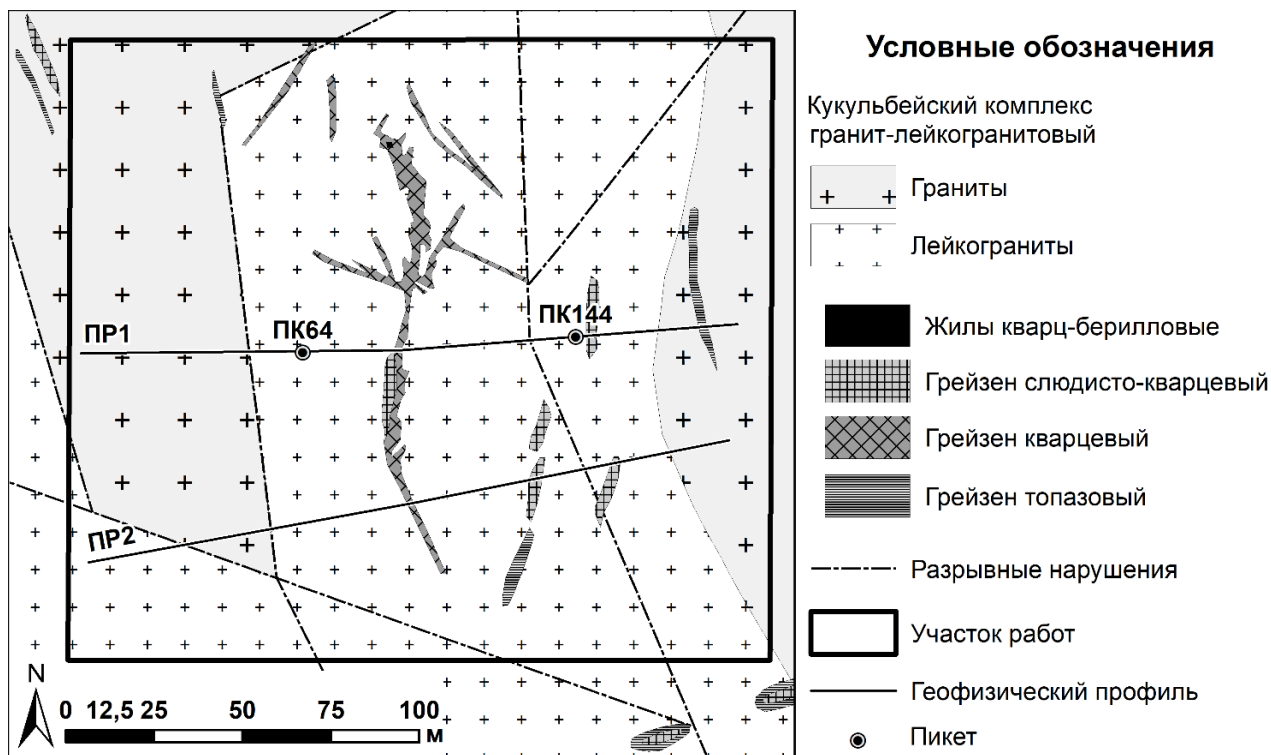 ПР1
ПК64
ПК144
ПР2
N
0 12,5 25 50 75 100
м
Условные обозначения
Кукульбейский комплекс
гранит-лейкогранитовый
Граниты
Лейкограниты
Жилы кварц-берилловые
Грейзен слюдисто-кварцевый
Грейзен кварцевый
Грейзен топазовый
Разрывные нарушения
Участок работ
Геофизический профиль
Пикет